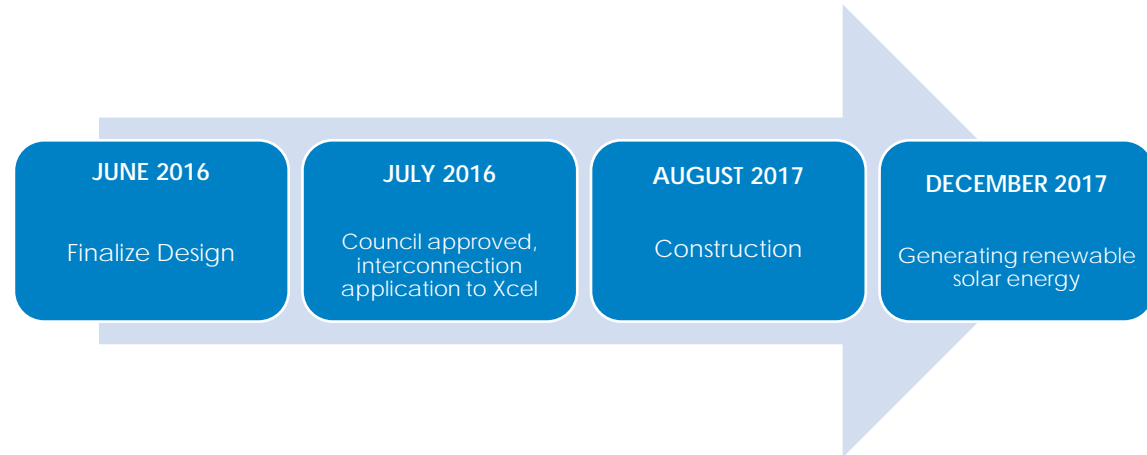 JUNE 2016
Finalize Design
JULY 2016
Council approved,
interconnection
application to Xcel
AUGUST 2017
Construction
DECEMBER 2017
Generating renewable
solar energy